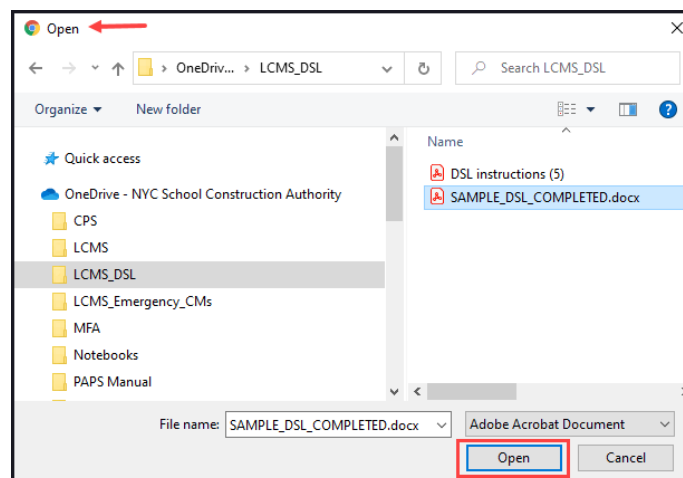 Open
OneDriv... > LCMS_DSL
Search LCMS_DSL
Organize
New folder
Name
Quick access
DSL instructions (5)
OneDrive - NYC School Construction Authority
SAMPLE_DSL_COMPLETED.docx
CPS
LCMS
LCMS_DSL
LCMS_Emergency_CMs
MFA
Notebooks
PAPS Manual
File name: SAMPLE_DSL_COMPLETED.docx
Adobe Acrobat Document
Open
Cancel